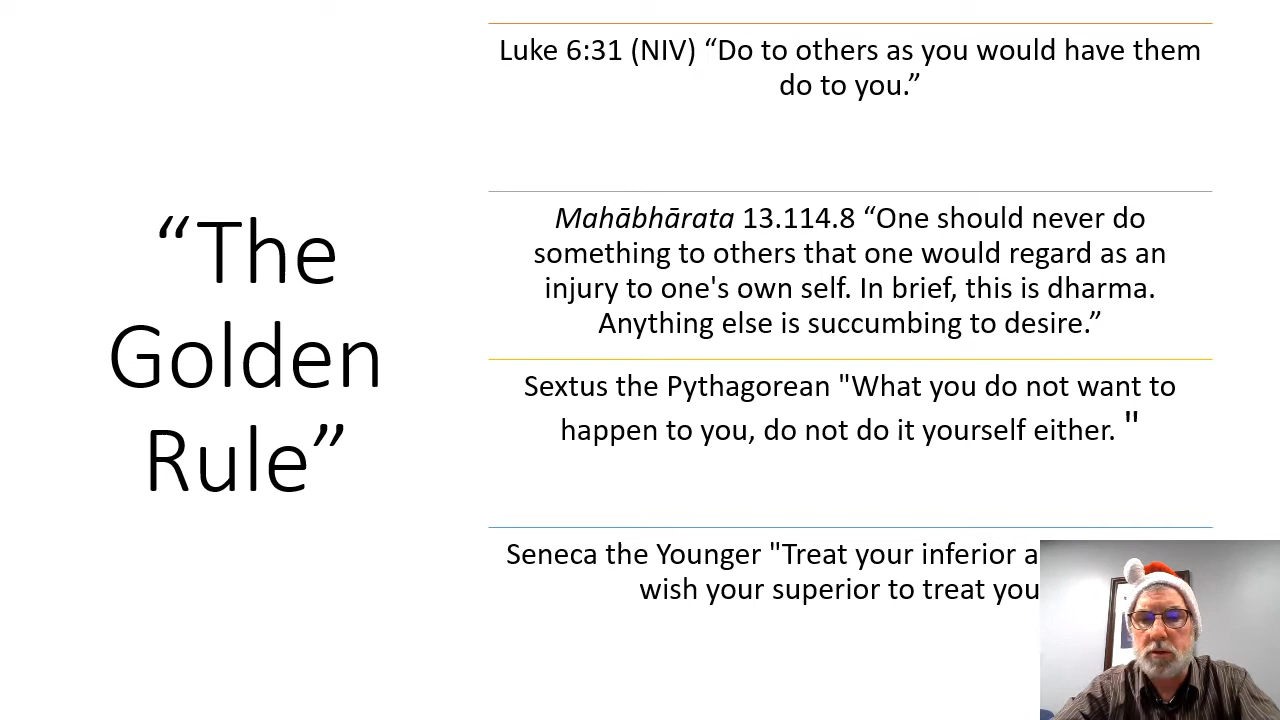 “The
Golden
Rule”
Luke 6:31 (NIV) “Do to others as you would have them
do to you.”
Mahābhārata 13.114.8 “One should never do
something to others that one would regard as an
injury to one's own self. In brief, this is dharma.
Anything else is succumbing to desire.”
Sextus the Pythagorean "What you do not want to
happen to you, do not do it yourself either. "
Seneca the Younger "Treat your inferior
wish your superior to treat you